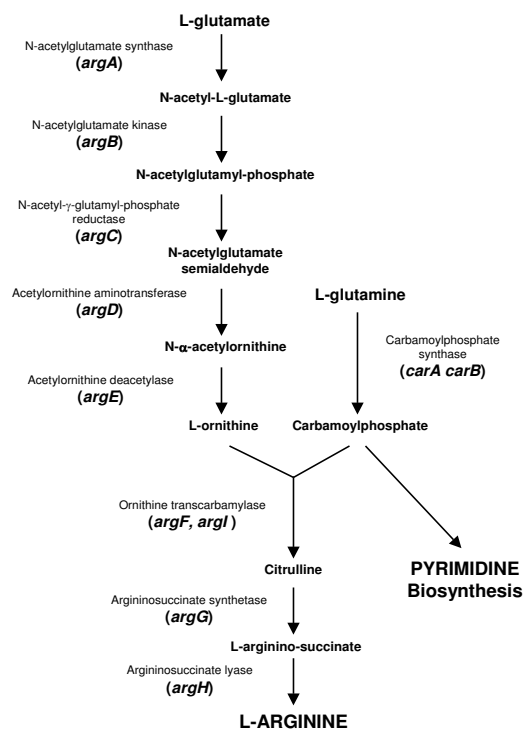 L-glutamate
N-acetylglutamate synthase
(argA)
N-acetyl-L-glutamate
N-acetylglutamate kinase
(argB)
N-acetylglutamyl-phosphate
N-acetyl-γ-glutamyl-phosphate
reductase
(argC)
N-acetylglutamate
semialdehyde
Acetylornithine aminotransferase
(argD)
L-glutamine
N-α-acetylornithine
Carbamoylphosphate
synthase
(carA carB)
Acetylornithine deacetylase
(argE)
L-ornithine
Carbamoylphosphate
Ornithine transcarbamylase
(argF, argI )
Citrulline
PYRIMIDINE
Biosynthesis
Argininosuccinate synthetase
(argG)
L-arginino-succinate
Argininosuccinate lyase
(argH)
L-ARGININE